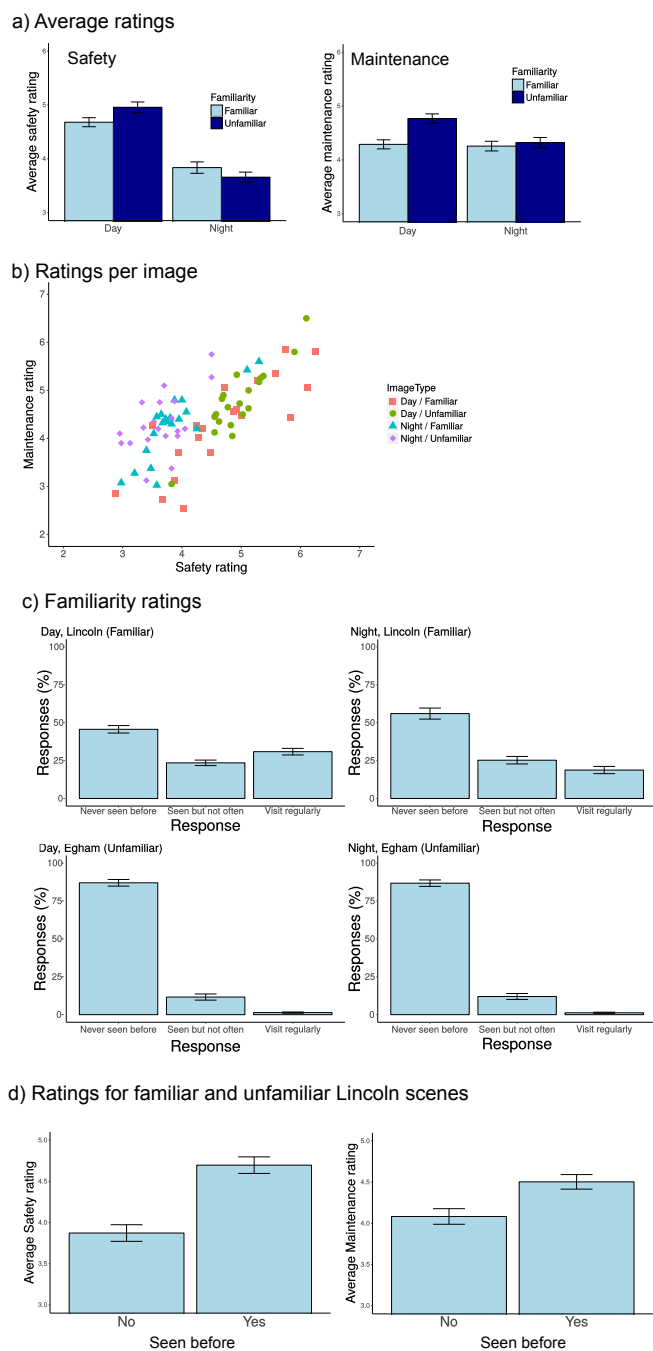 a) Average ratings
Safety
Familiarity
Familiar
Unfamiliar
Average safety rating
6
5
4
3
Day
Night
Maintenance
Familiarity
Familiar
Unfamiliar
Average maintenance rating
6
5
4
3
Day
Night
b) Ratings per image
Maintenance rating
7
6
5
4
3
2
2
3
4
5
6
7
Safety rating
ImageType
Day / Familiar
Day / Unfamiliar
Night / Familiar
Night / Unfamiliar
c) Familiarity ratings
Day, Lincoln (Familiar)
Responses (%)
100
75
50
25
0
Never seen before
Seen but not often
Visit regularly
Response
Night, Lincoln (Familiar)
Responses (%)
100
75
50
25
0
Never seen before
Seen but not often
Visit regularly
Response
Day, Egham (Unfamiliar)
Responses (%)
100
75
50
25
0
Never seen before
Seen but not often
Visit regularly
Response
Night, Egham (Unfamiliar)
Responses (%)
100
75
50
25
0
Never seen before
Seen but not often
Visit regularly
Response
d) Ratings for familiar and unfamiliar Lincoln scenes
Average Safety rating
5.0
4.5
4.0
3.5
3.0
No
Yes
Seen before
Average Maintenance rating
5.0
4.5
4.0
3.5
3.0
No
Yes
Seen before